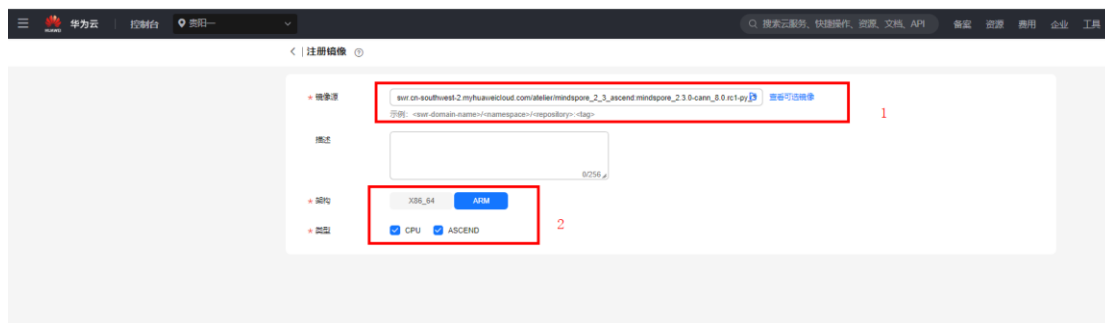 HUAWEI 华为云 控制台 贵阳一 搜索云服务、快捷操作、资源、文档、API 备案 资源 费用 企业 工具
注册镜像
* 镜像源 swr.cn-southwest-2.myhuaweicloud.com/atelier/mindspore_2_3_ascend:mindspore_2.3.0-cann_8.0.rc1-py_ 查看可选镜像 1
示例：<swr-domain-name>/<namespace>/<repository>:<tag>
描述
0/256
* 架构 X86_64 ARM
* 类型 CPU ASCEND 2